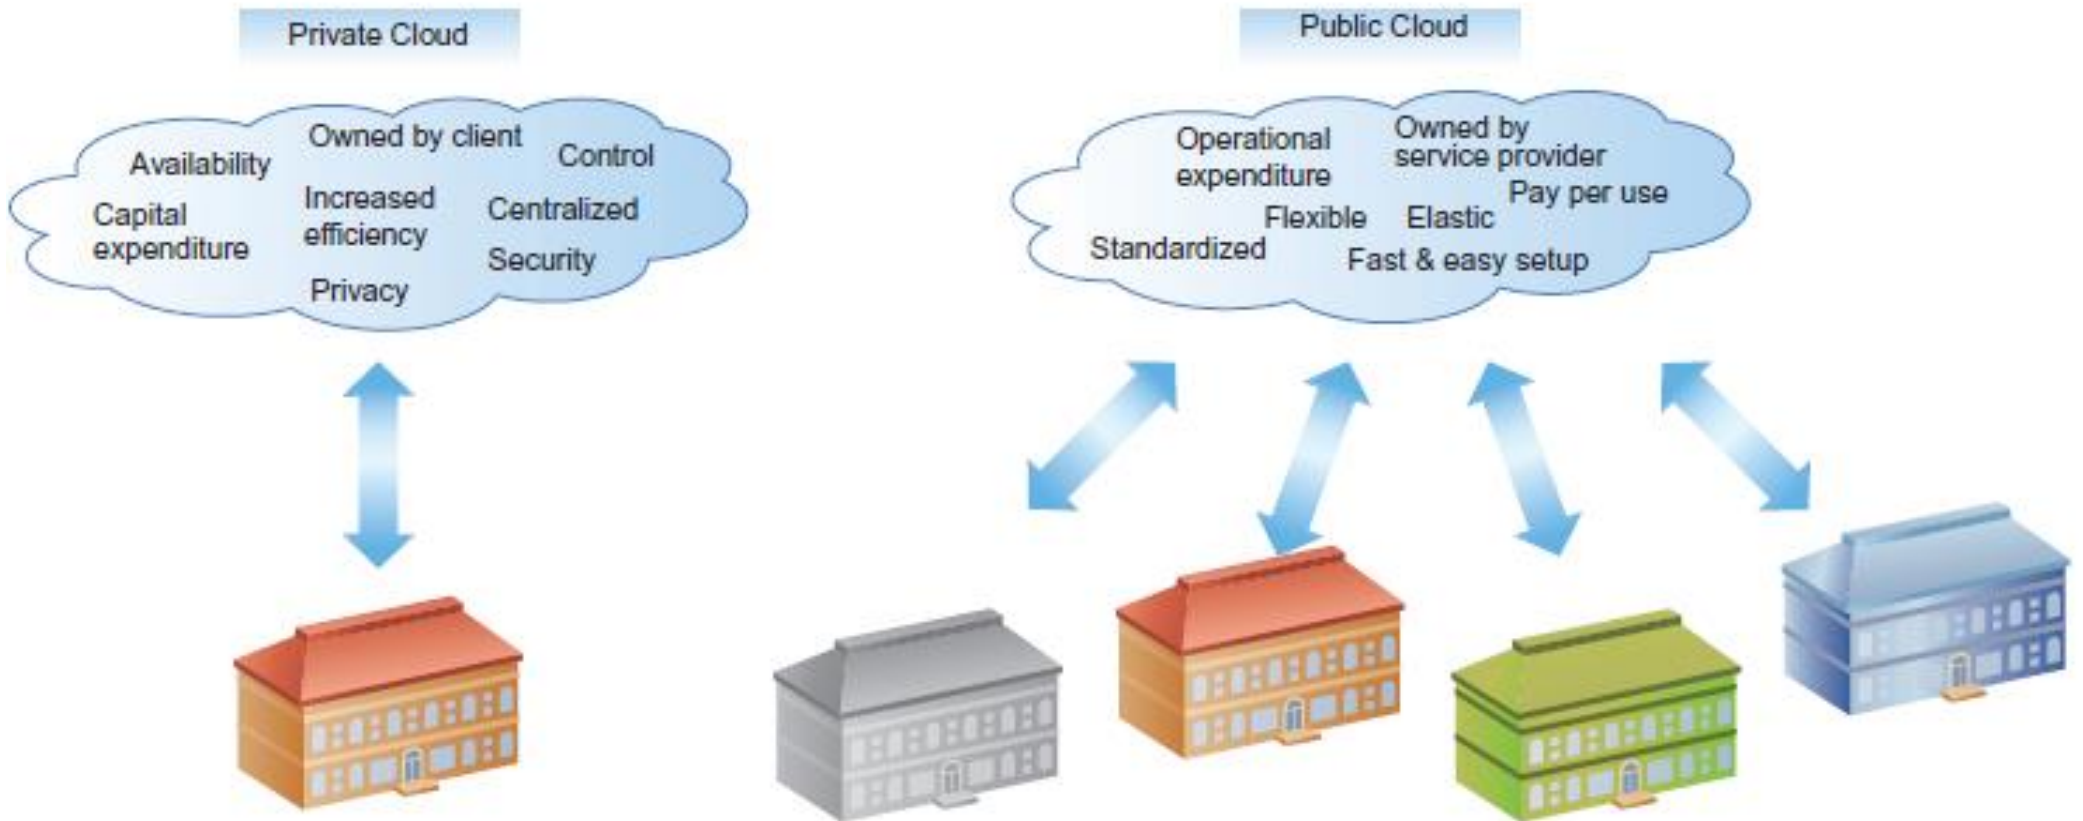 Private Cloud
Owned by client
Availability
Control
Capital
expenditure
Increased
efficiency
Centralized
Security
Privacy
Public Cloud
Operational
expenditure
Owned by
service provider
Pay per use
Flexible
Elastic
Standardized
Fast & easy setup